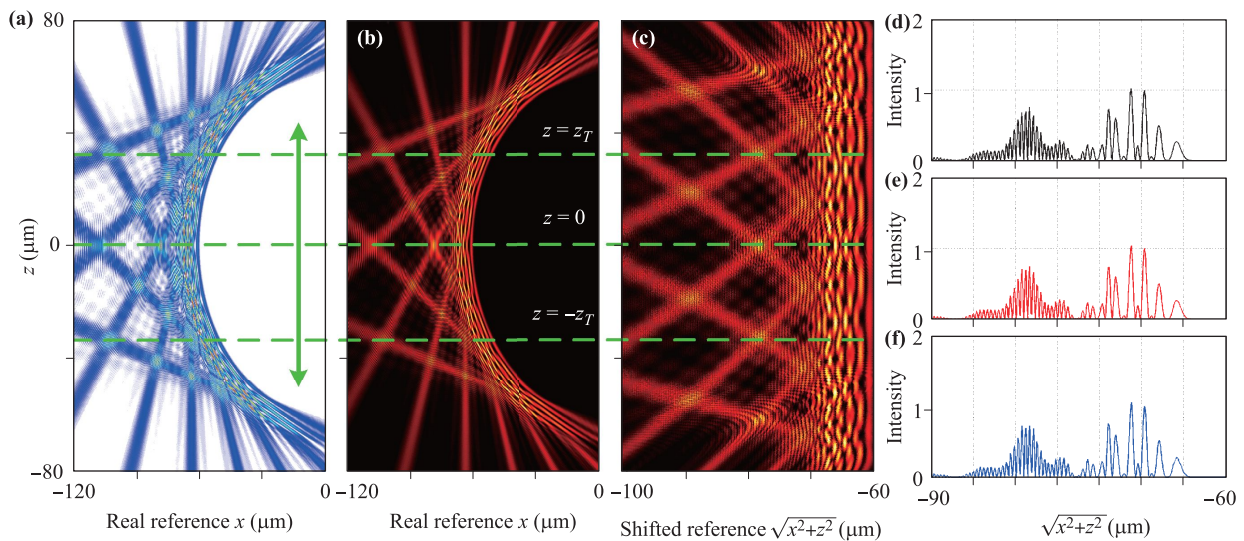 (a)
80
z (μm)
0
−80
−120
0
Real reference x (μm)
(b)
z = z_T
z = 0
z = −z_T
−120
0
Real reference x (μm)
(c)
−100
−60
Shifted reference √x²+z² (μm)
(d)
2
Intensity
1
0
(e)
2
Intensity
1
0
(f)
2
Intensity
1
0
−90
−60
√x²+z² (μm)